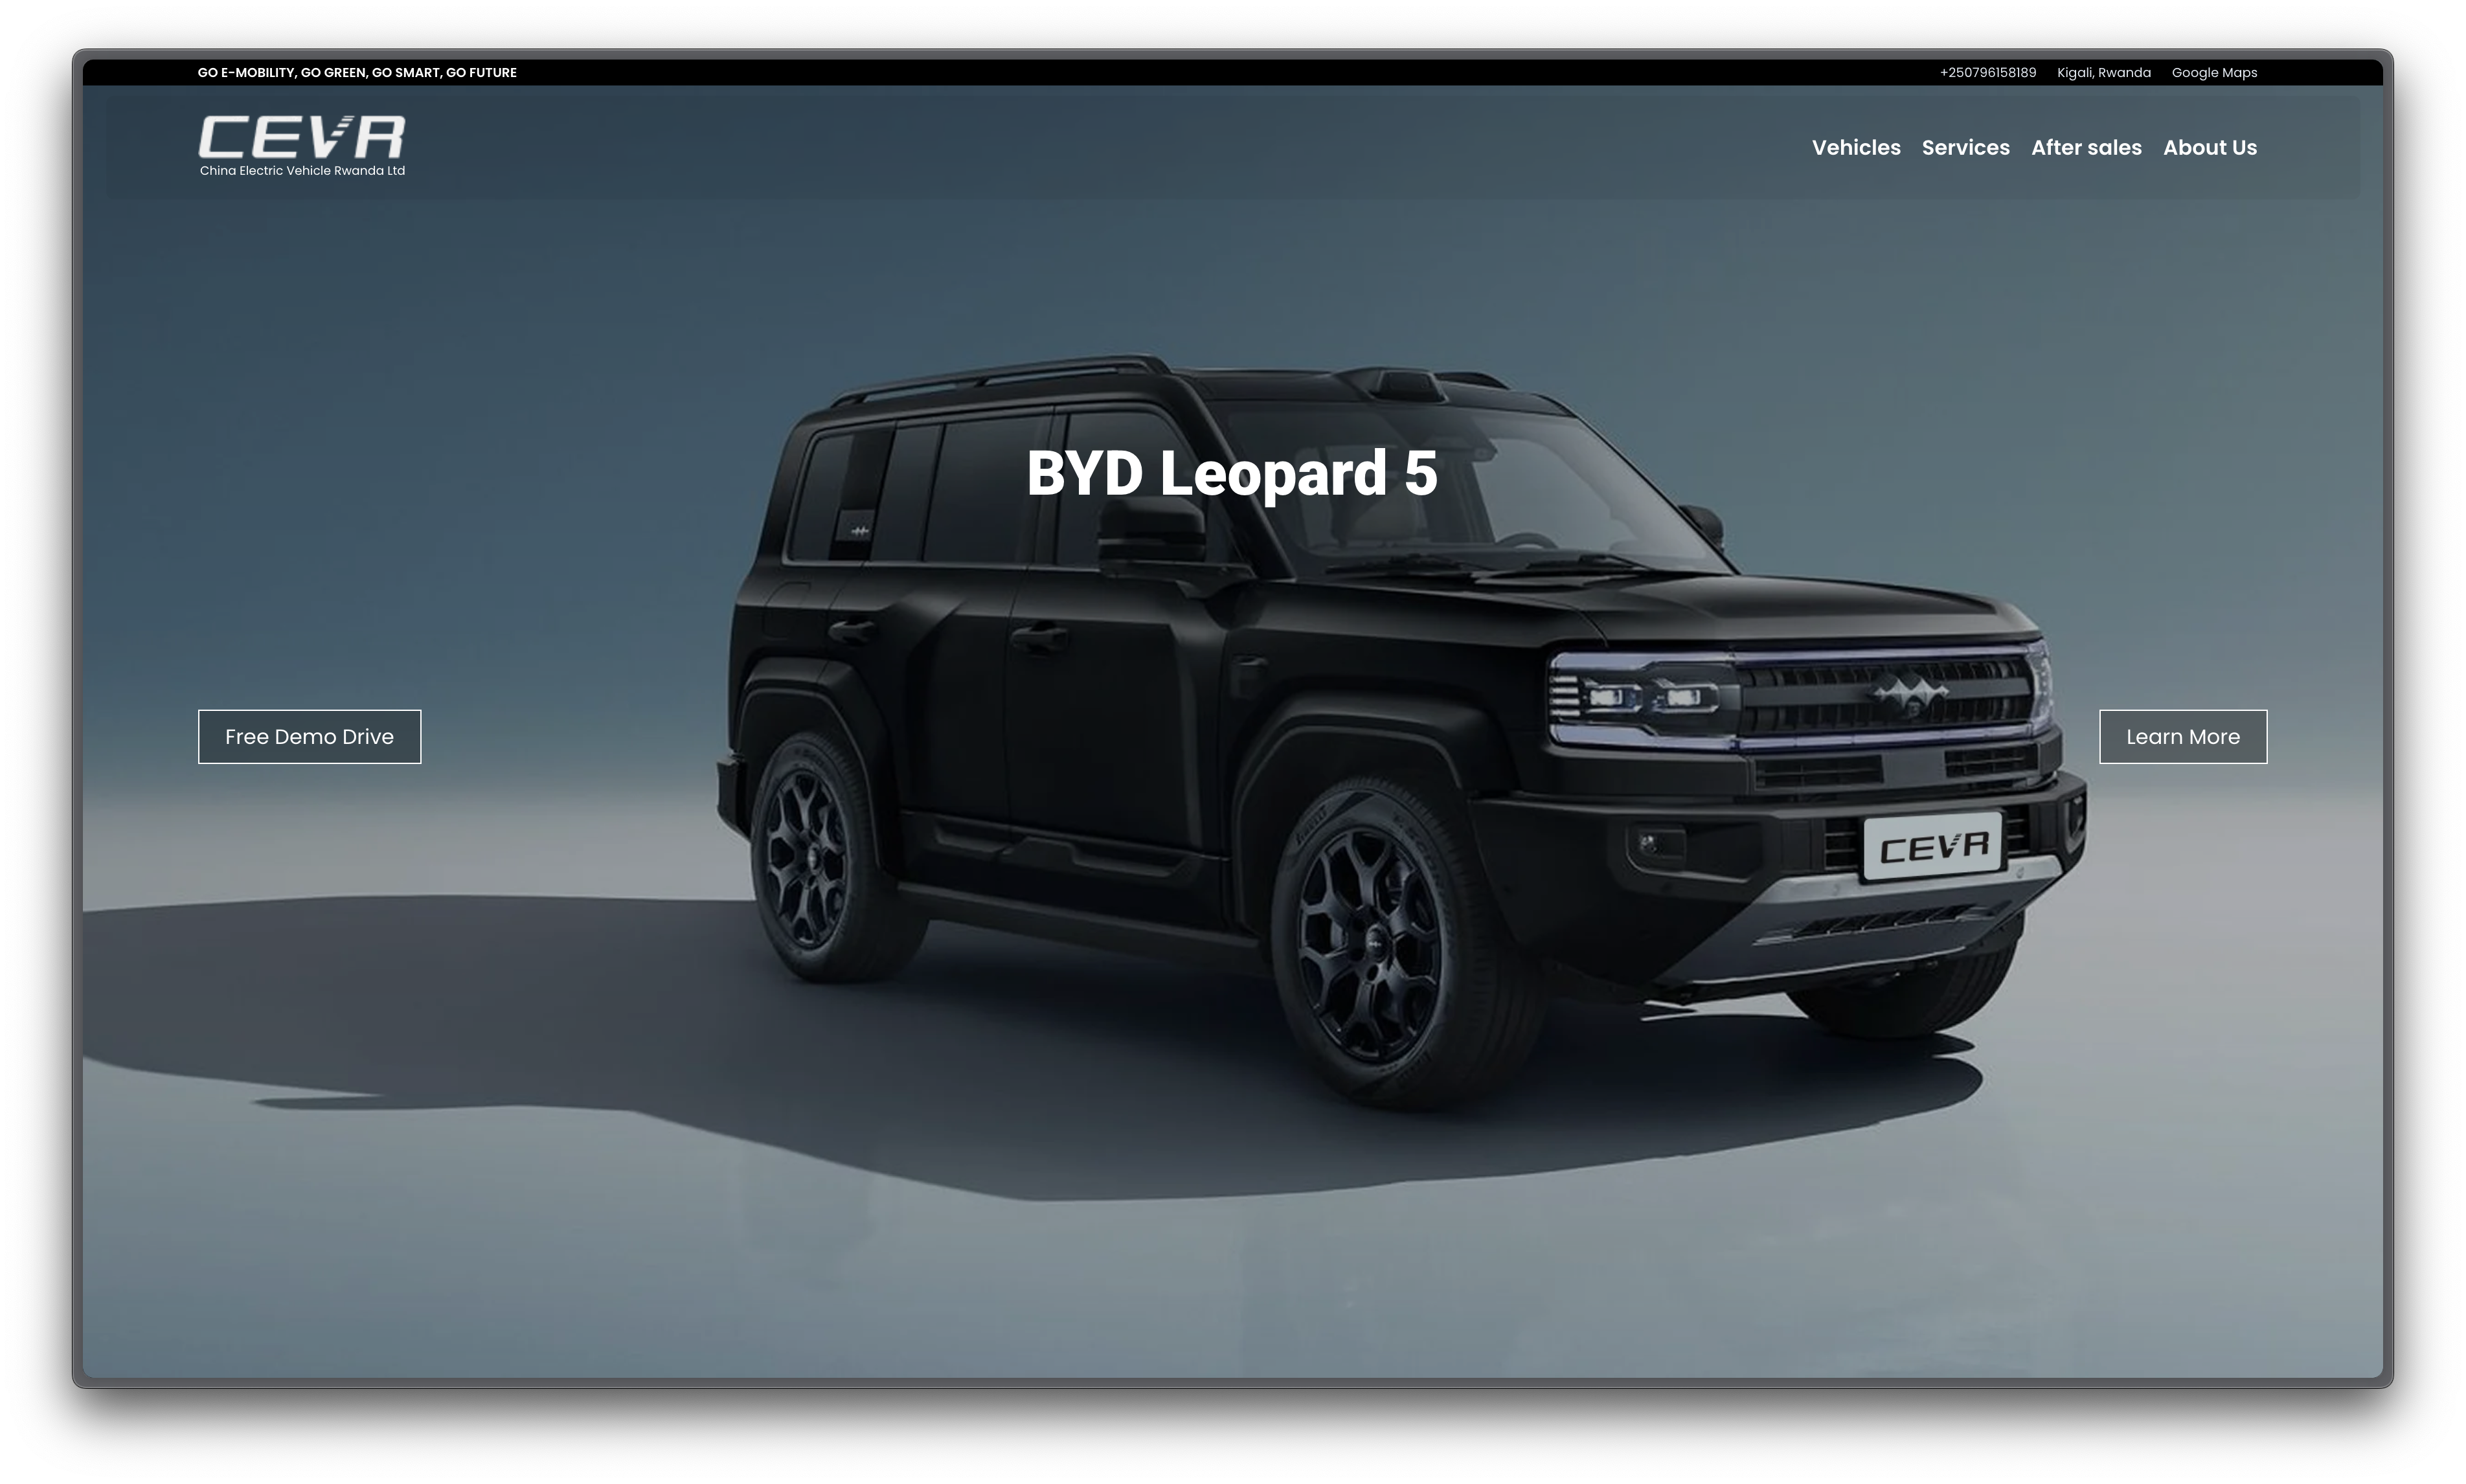 GO E-MOBILITY, GO GREEN, GO SMART, GO FUTURE
+250796158189 Kigali, Rwanda Google Maps
CEVR
China Electric Vehicle Rwanda Ltd
Vehicles Services After sales About Us
BYD Leopard 5
Free Demo Drive
Learn More
CEVR